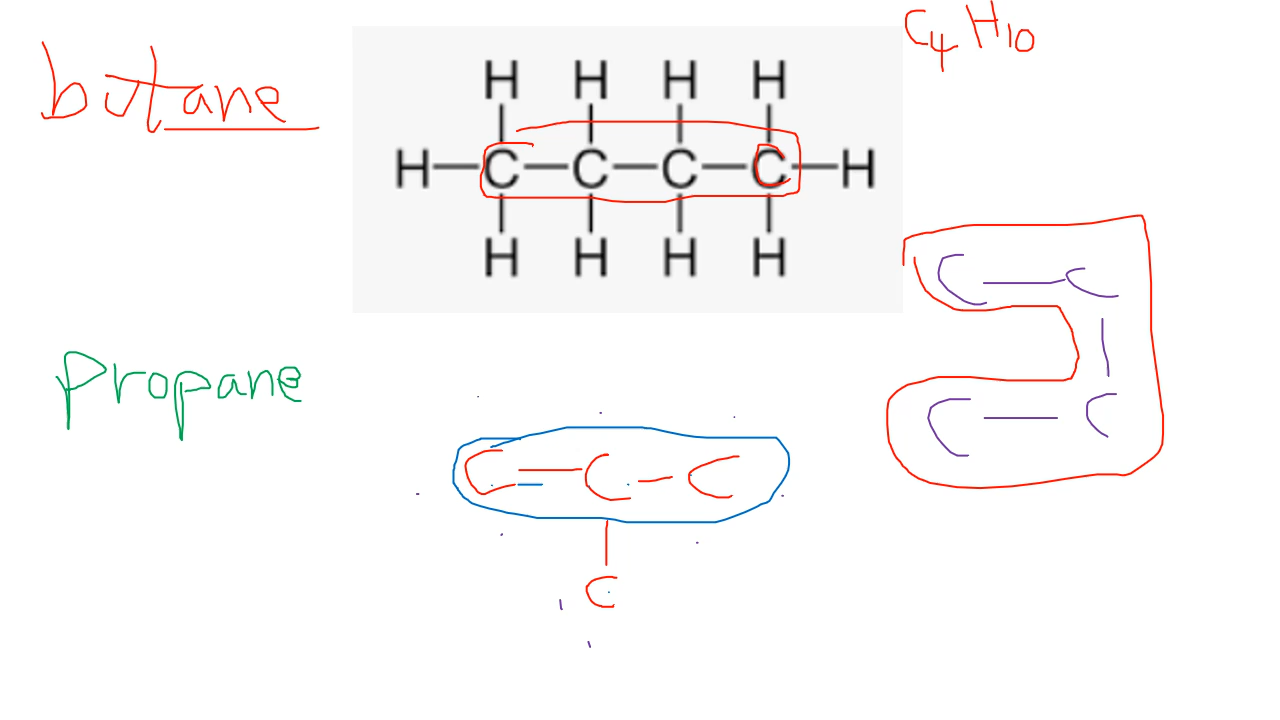 butane
C4H10
H H H H
H—C—C—C—C—H
H H H H
C—C
C—C
Propane
C—C—C
C